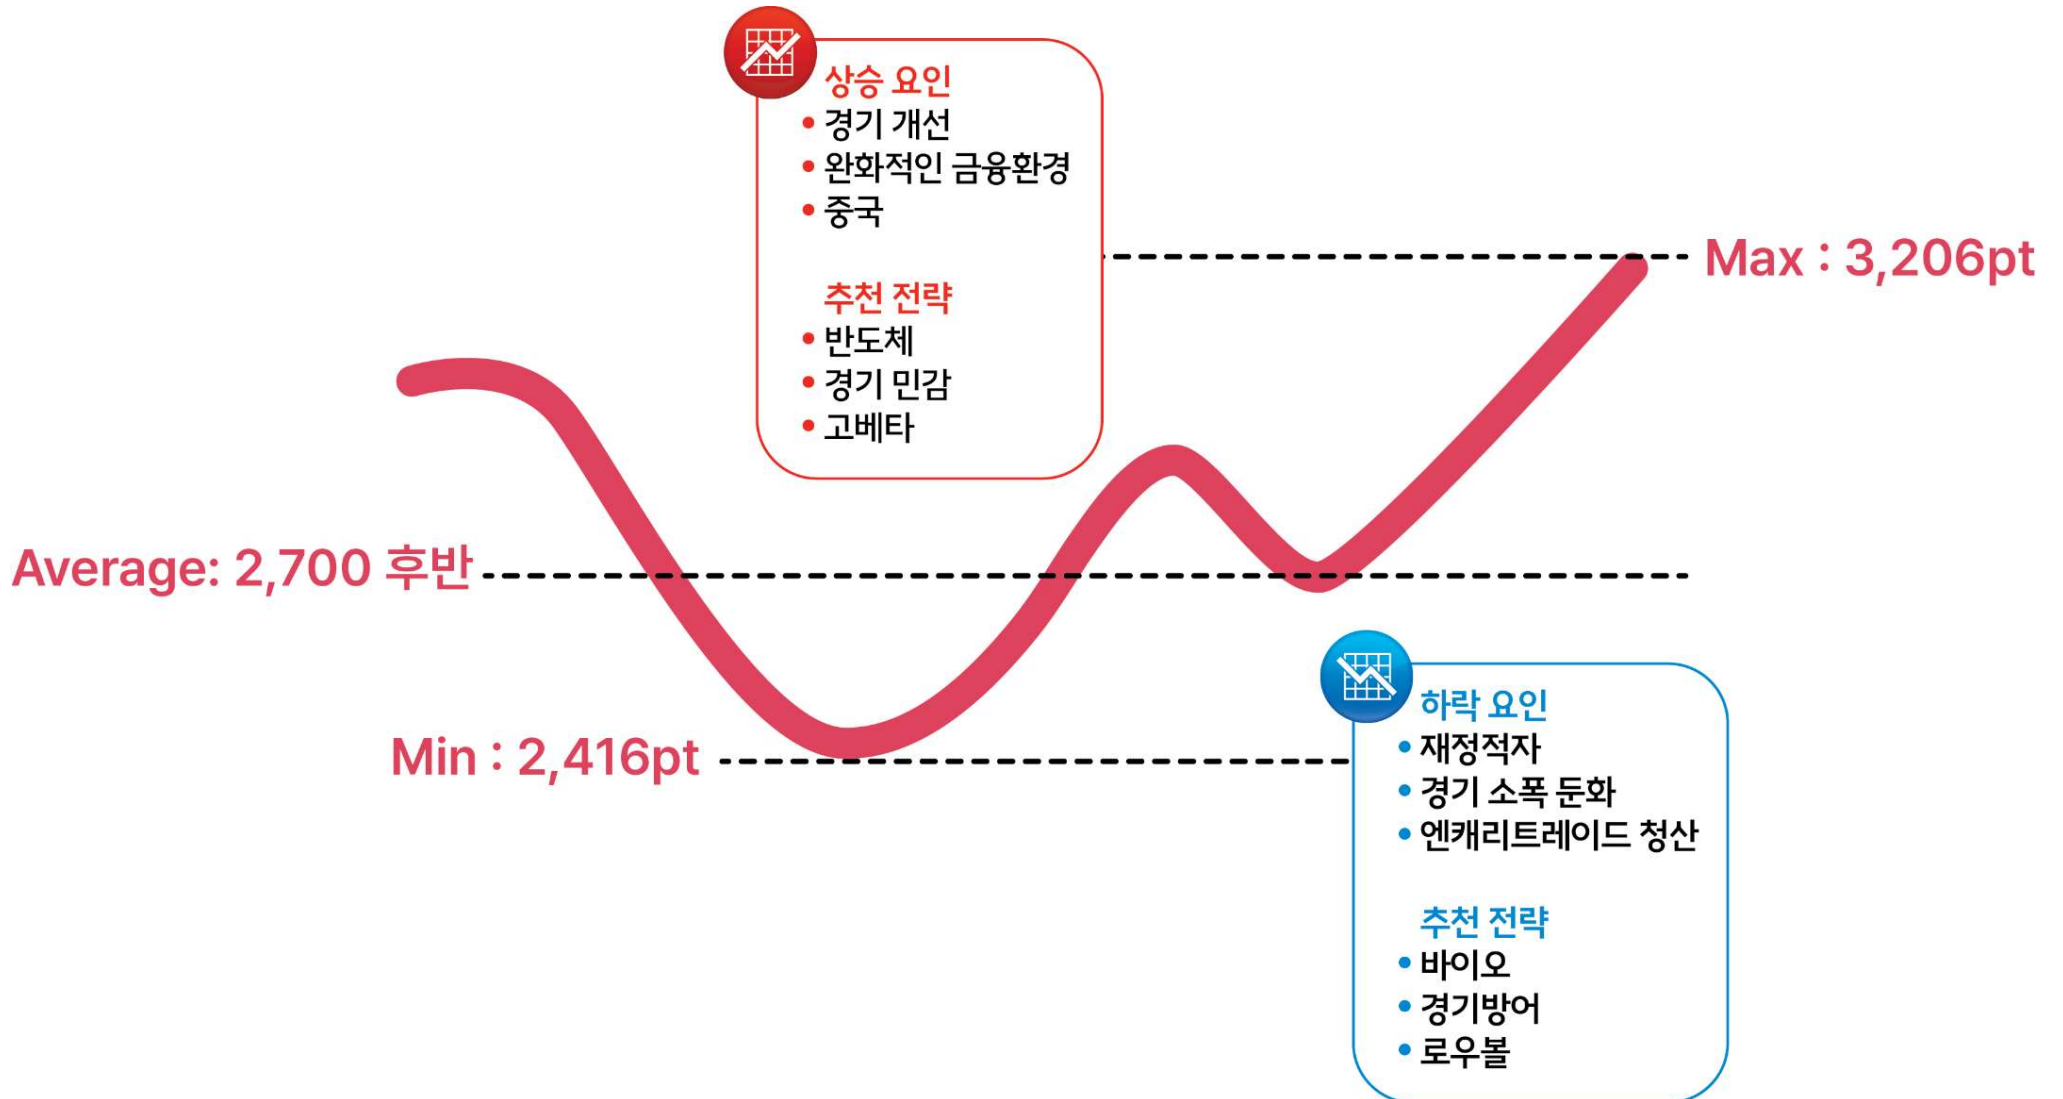 상승 요인
• 경기 개선
• 완화적인 금융환경
• 중국
추천 전략
• 반도체
• 경기 민감
• 고베타
Max : 3,206pt
Average: 2,700 후반
Min : 2,416pt
하락 요인
• 재정적자
• 경기 소폭 둔화
• 엔캐리트레이드 청산
추천 전략
• 바이오
• 경기방어
• 로우볼